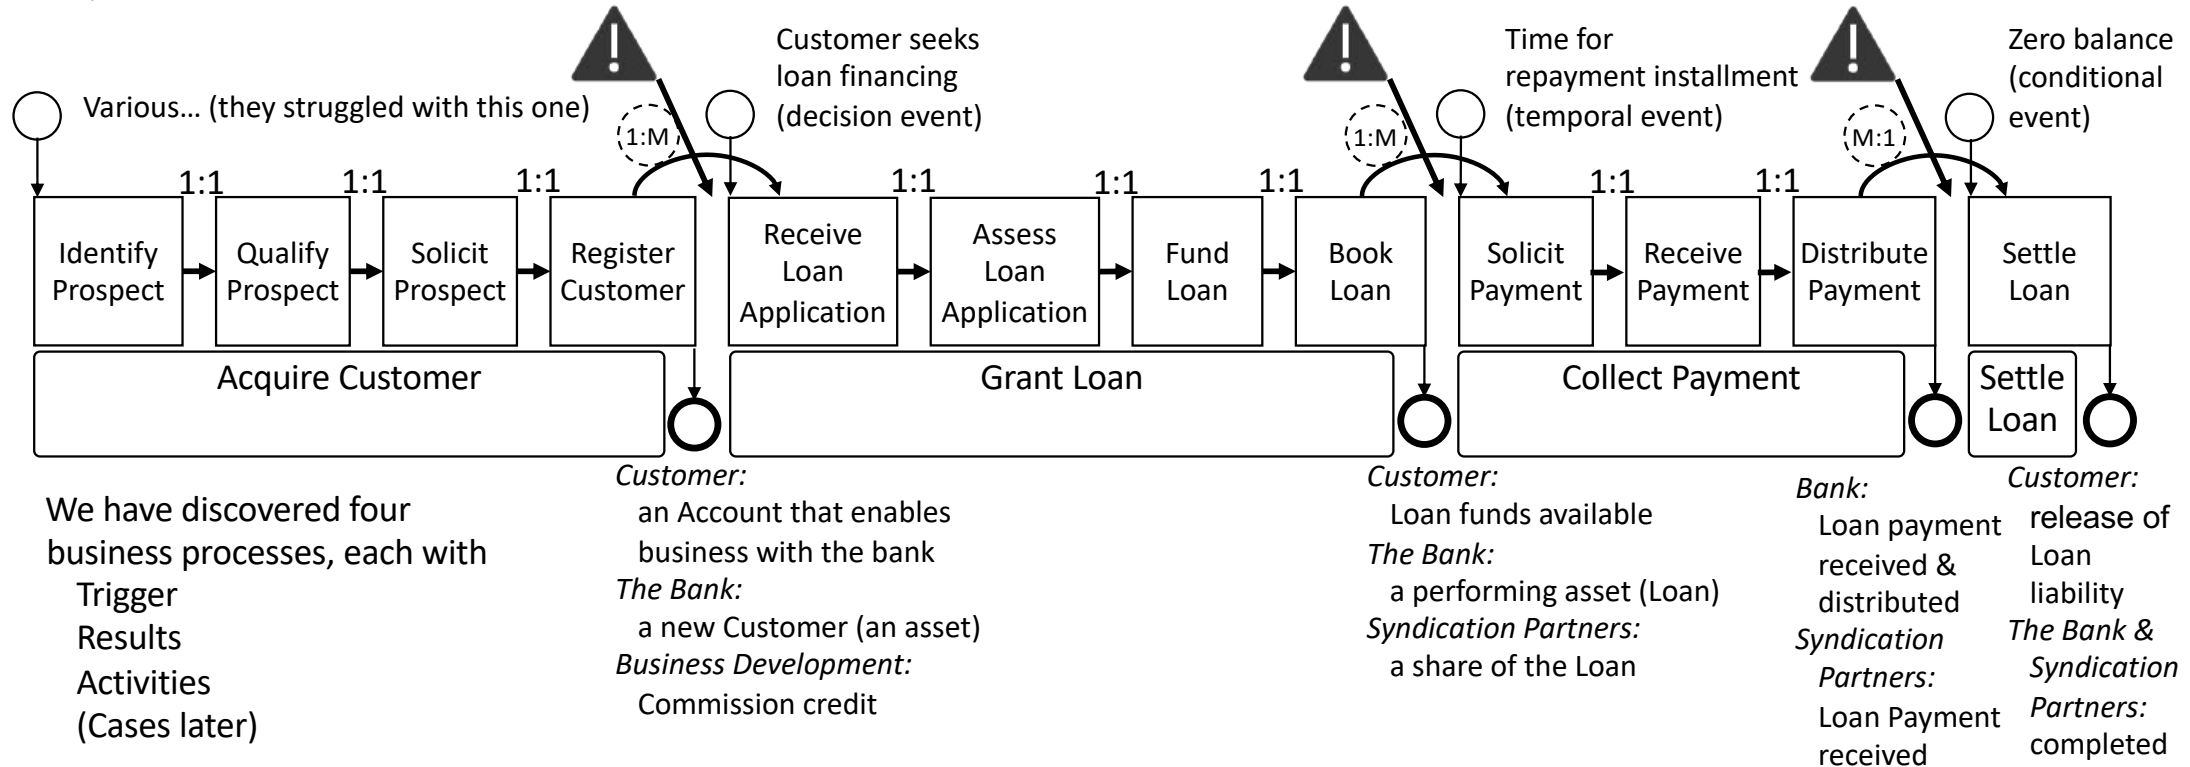 Various... (they struggled with this one)
Customer seeks
loan financing
(decision event)
Time for
repayment installment
(temporal event)
Zero balance
(conditional
event)
1:M
1:M
M:1
1:1
1:1
1:1
1:1
1:1
1:1
1:1
1:1
Identify
Prospect
Qualify
Prospect
Solicit
Prospect
Register
Customer
Receive
Loan
Application
Assess
Loan
Application
Fund
Loan
Book
Loan
Solicit
Payment
Receive
Payment
Distribute
Payment
Settle
Loan
Acquire Customer
Grant Loan
Collect Payment
Settle
Loan
We have discovered four
business processes, each with
Trigger
Results
Activities
(Cases later)
Customer:
an Account that enables
business with the bank
The Bank:
a new Customer (an asset)
Business Development:
Commission credit
Customer:
Loan funds available
The Bank:
a performing asset (Loan)
Syndication Partners:
a share of the Loan
Bank:
Loan payment
received &
distributed
Syndication
Partners:
Loan Payment
received
Customer:
release of
Loan
liability
The Bank &
Syndication
Partners:
completed